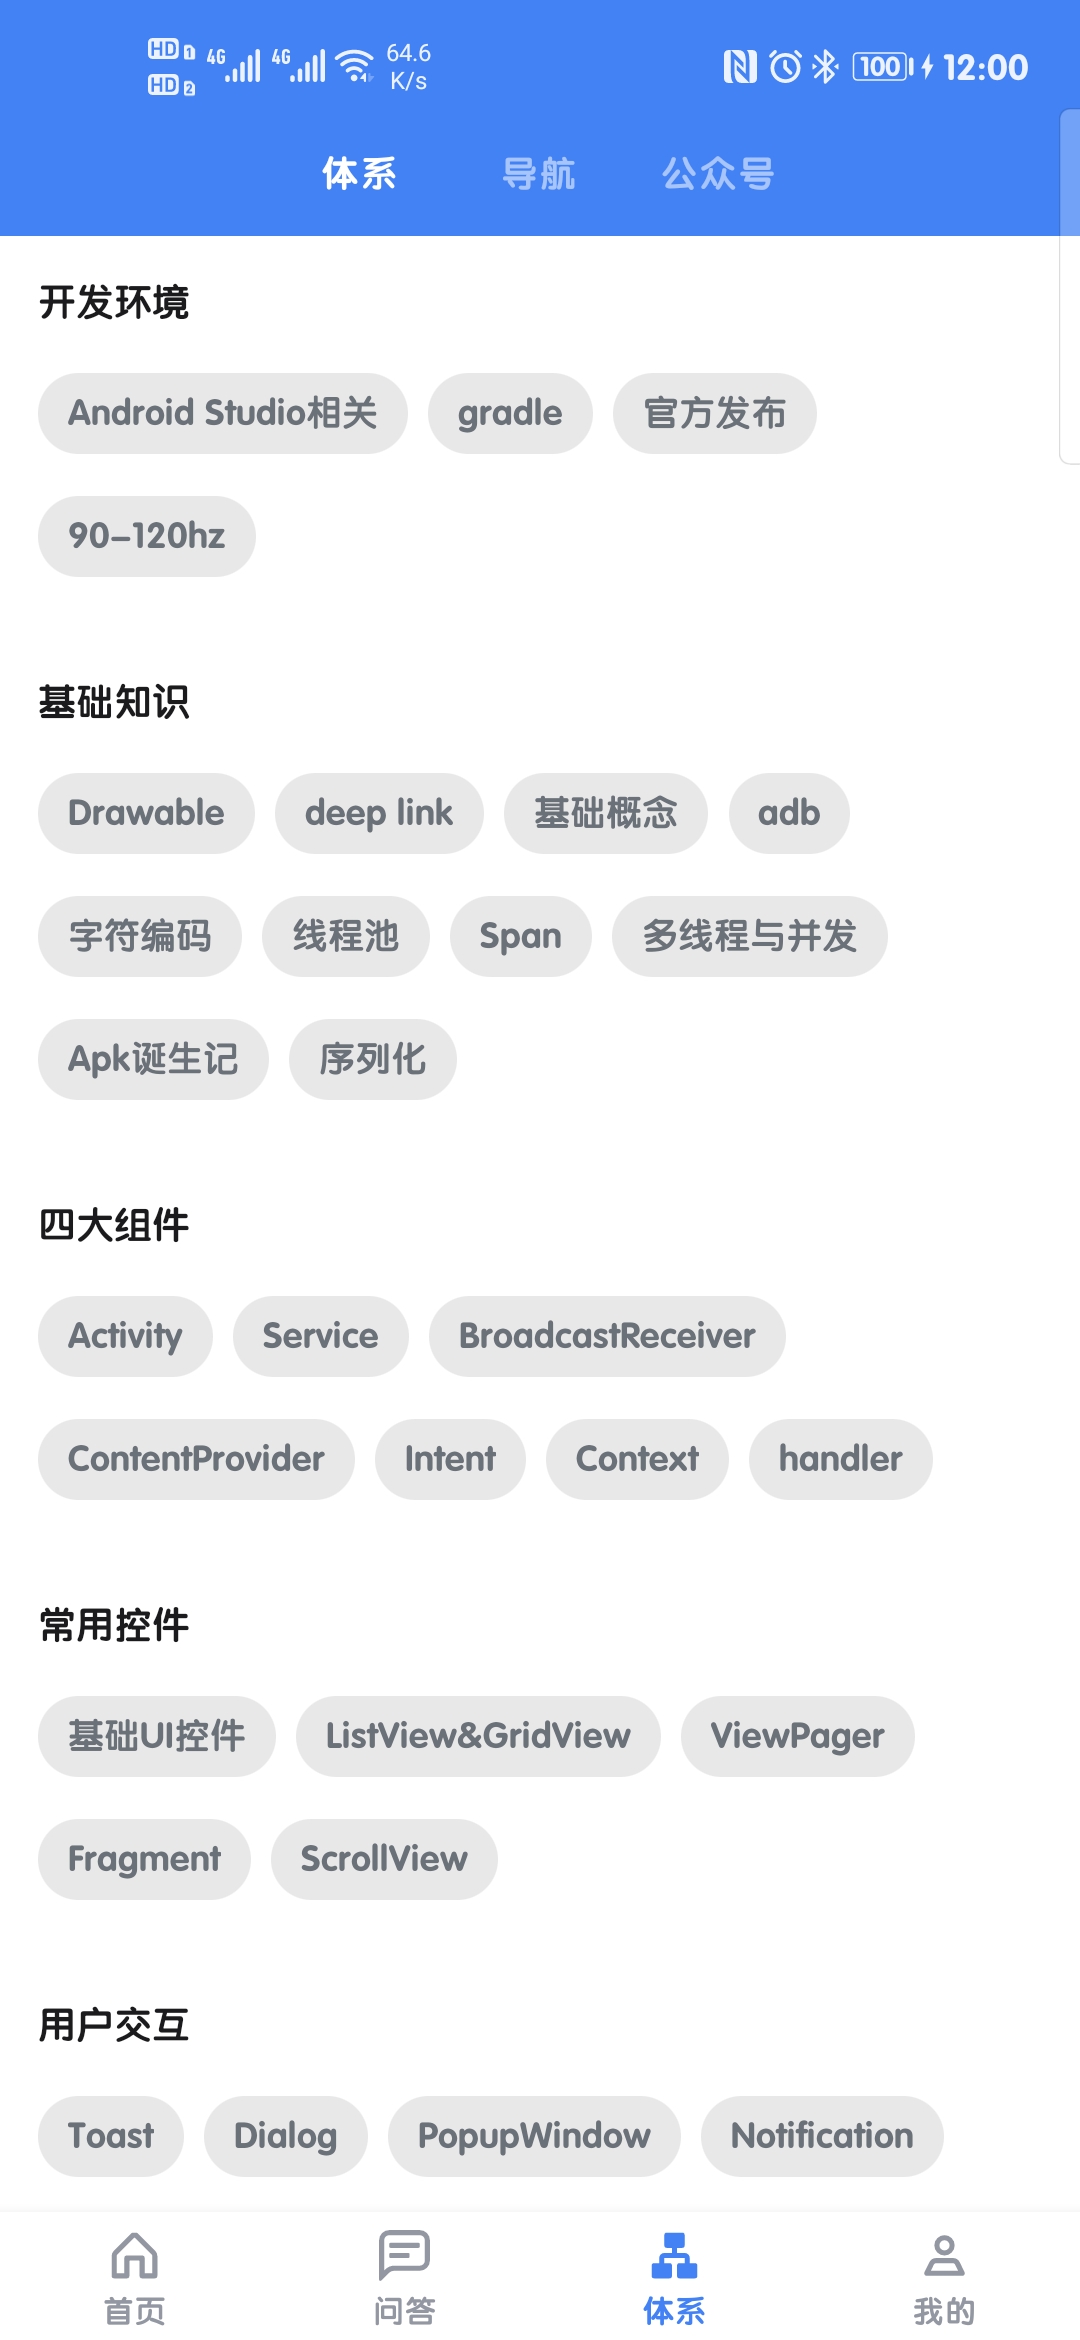 HD 1 4G 4G 64.6 K/s 100 12:00
HD 2
体系 导航 公众号
开发环境
Android Studio相关 gradle 官方发布
90-120hz
基础知识
Drawable deep link 基础概念 adb
字符编码 线程池 Span 多线程与并发
Apk诞生记 序列化
四大组件
Activity Service BroadcastReceiver
ContentProvider Intent Context handler
常用控件
基础UI控件 ListView&GridView ViewPager
Fragment ScrollView
用户交互
Toast Dialog PopupWindow Notification
首页 问答 体系 我的